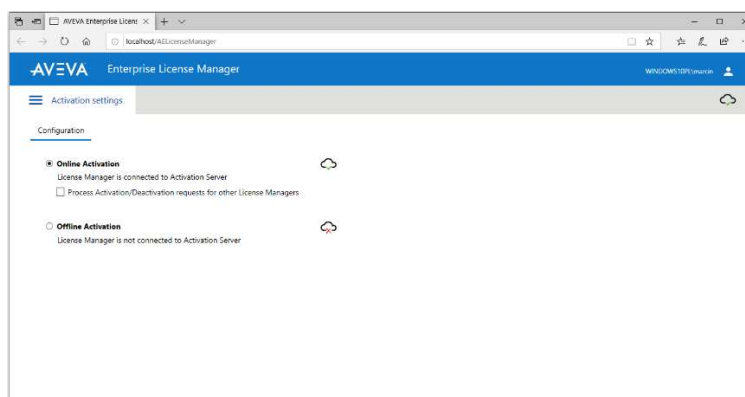 AVEVA Enterprise Licens
localhost/AELicenseManager
AVEVA Enterprise License Manager
WINDOWS10PL\marcin
Activation settings
Configuration
Online Activation
License Manager is connected to Activation Server
Process Activation/Deactivation requests for other License Managers
Offline Activation
License Manager is not connected to Activation Server